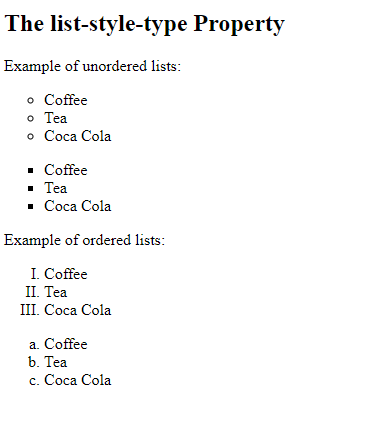 The list-style-type Property
Example of unordered lists:
◦ Coffee
◦ Tea
◦ Coca Cola
▪ Coffee
▪ Tea
▪ Coca Cola
Example of ordered lists:
I. Coffee
II. Tea
III. Coca Cola
a. Coffee
b. Tea
c. Coca Cola